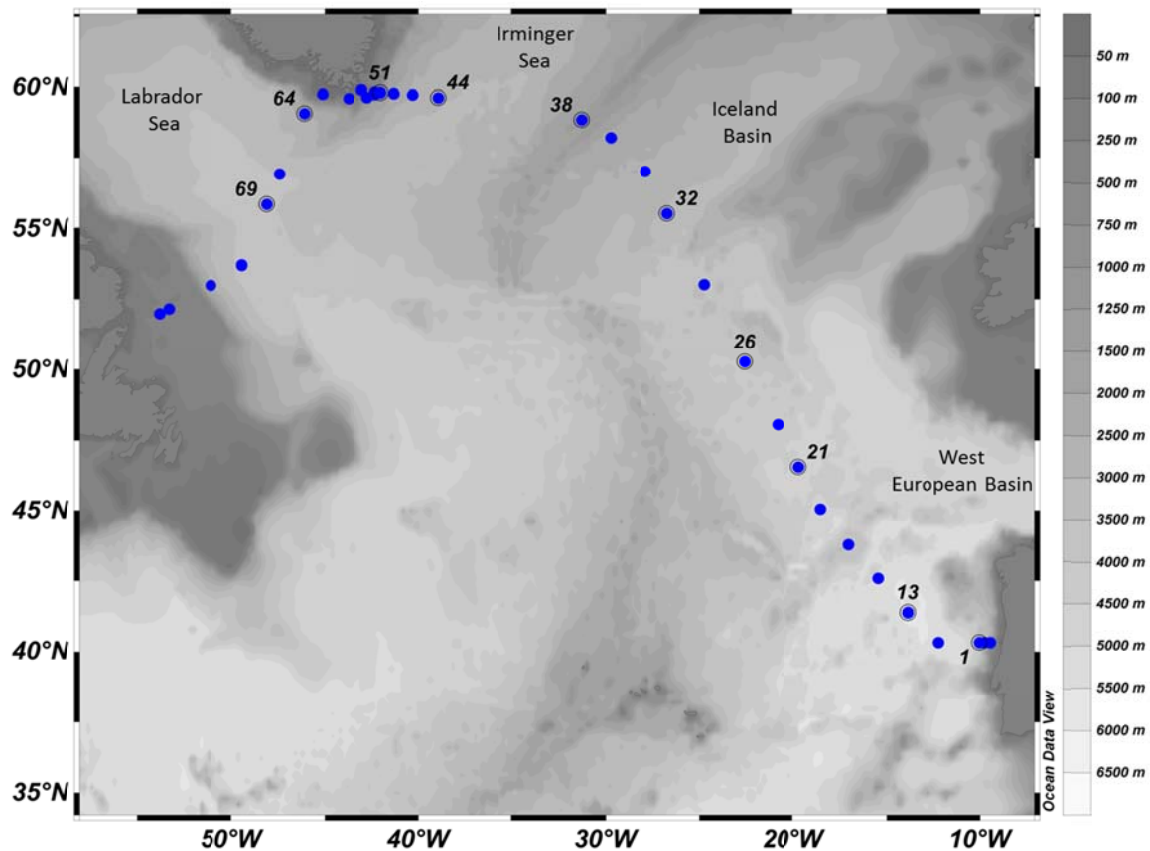 Irminger
Sea
60°N
51
44
Labrador
Sea
64
38
Iceland
Basin
69
32
55°N
26
50°N
21
West
European Basin
45°N
13
40°N
1
35°N
50°W
40°W
30°W
20°W
10°W
Ocean Data View
50 m
100 m
250 m
500 m
750 m
1000 m
1250 m
1500 m
2000 m
2500 m
3000 m
3500 m
4000 m
4500 m
5000 m
5500 m
6000 m
6500 m